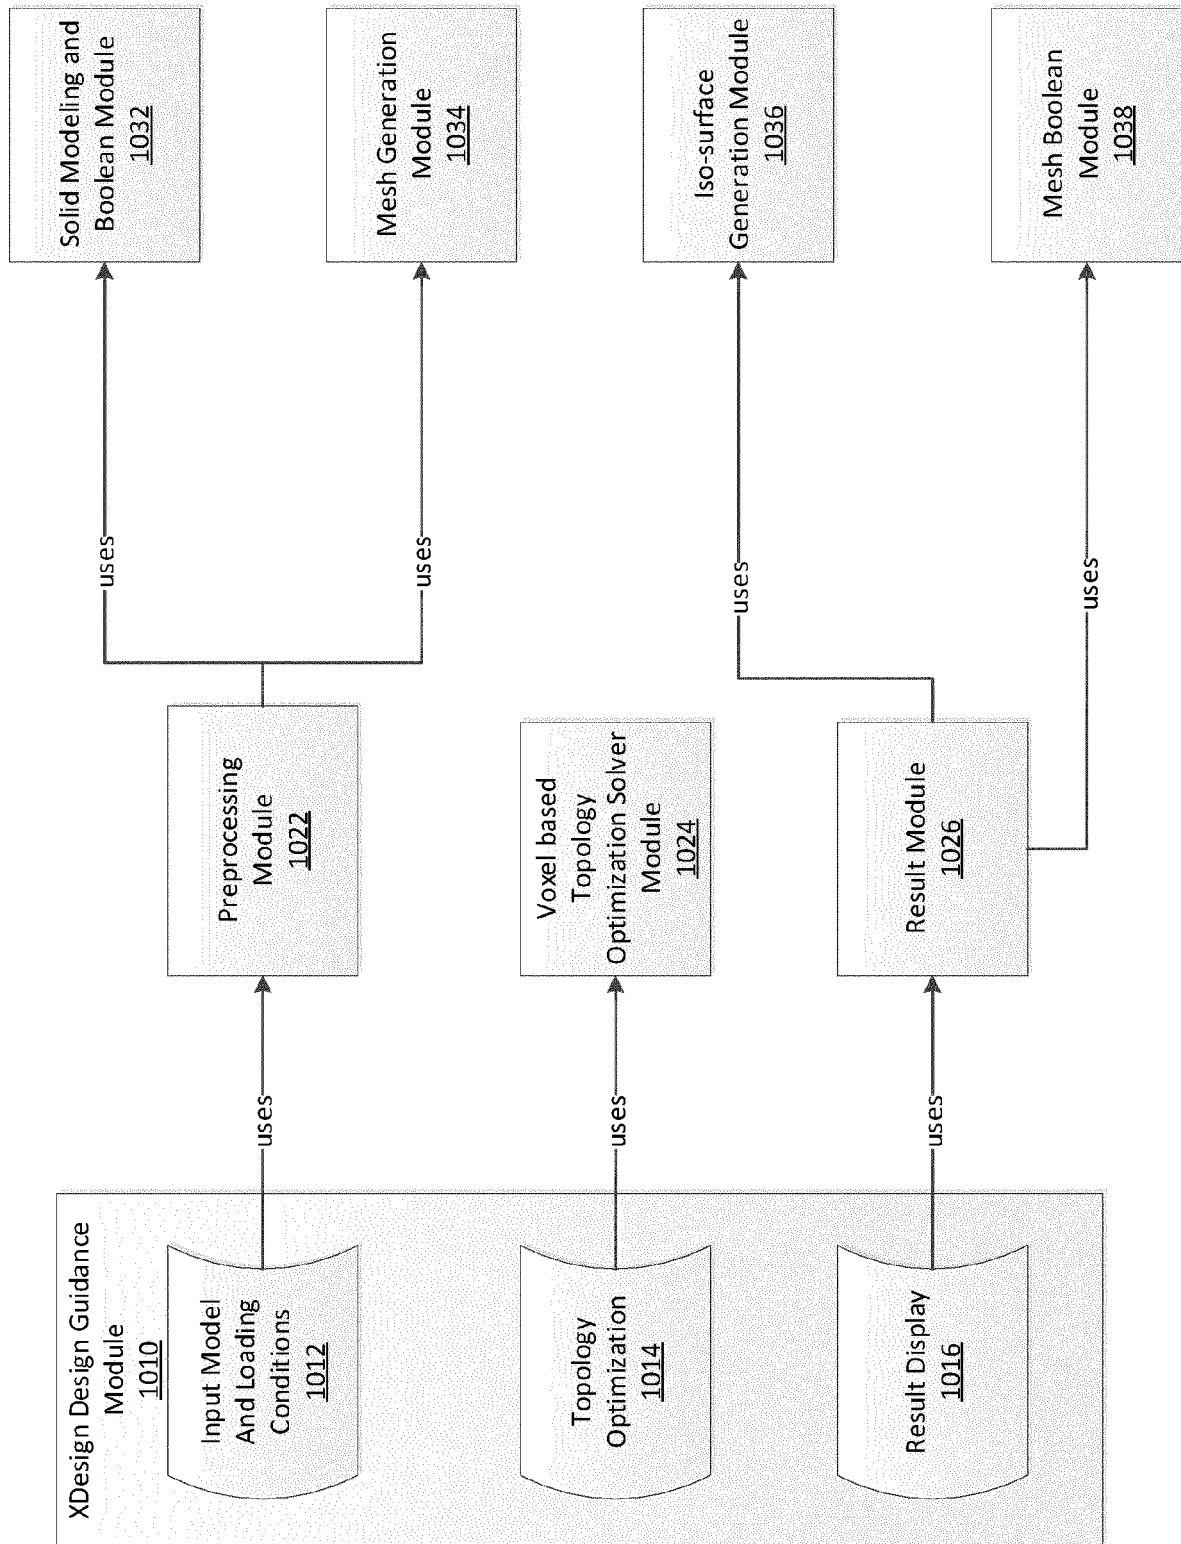 XDesign Design Guidance
Module
1010
Input Model
And Loading
Conditions
1012
Topology
Optimization
1014
Result Display
1016
uses
uses
uses
Preprocessing
Module
1022
Voxel based
Topology
Optimization Solver
Module
1024
Result Module
1026
uses
uses
uses
uses
Solid Modeling and
Boolean Module
1032
Mesh Generation
Module
1034
Iso-surface
Generation Module
1036
Mesh Boolean
Module
1038